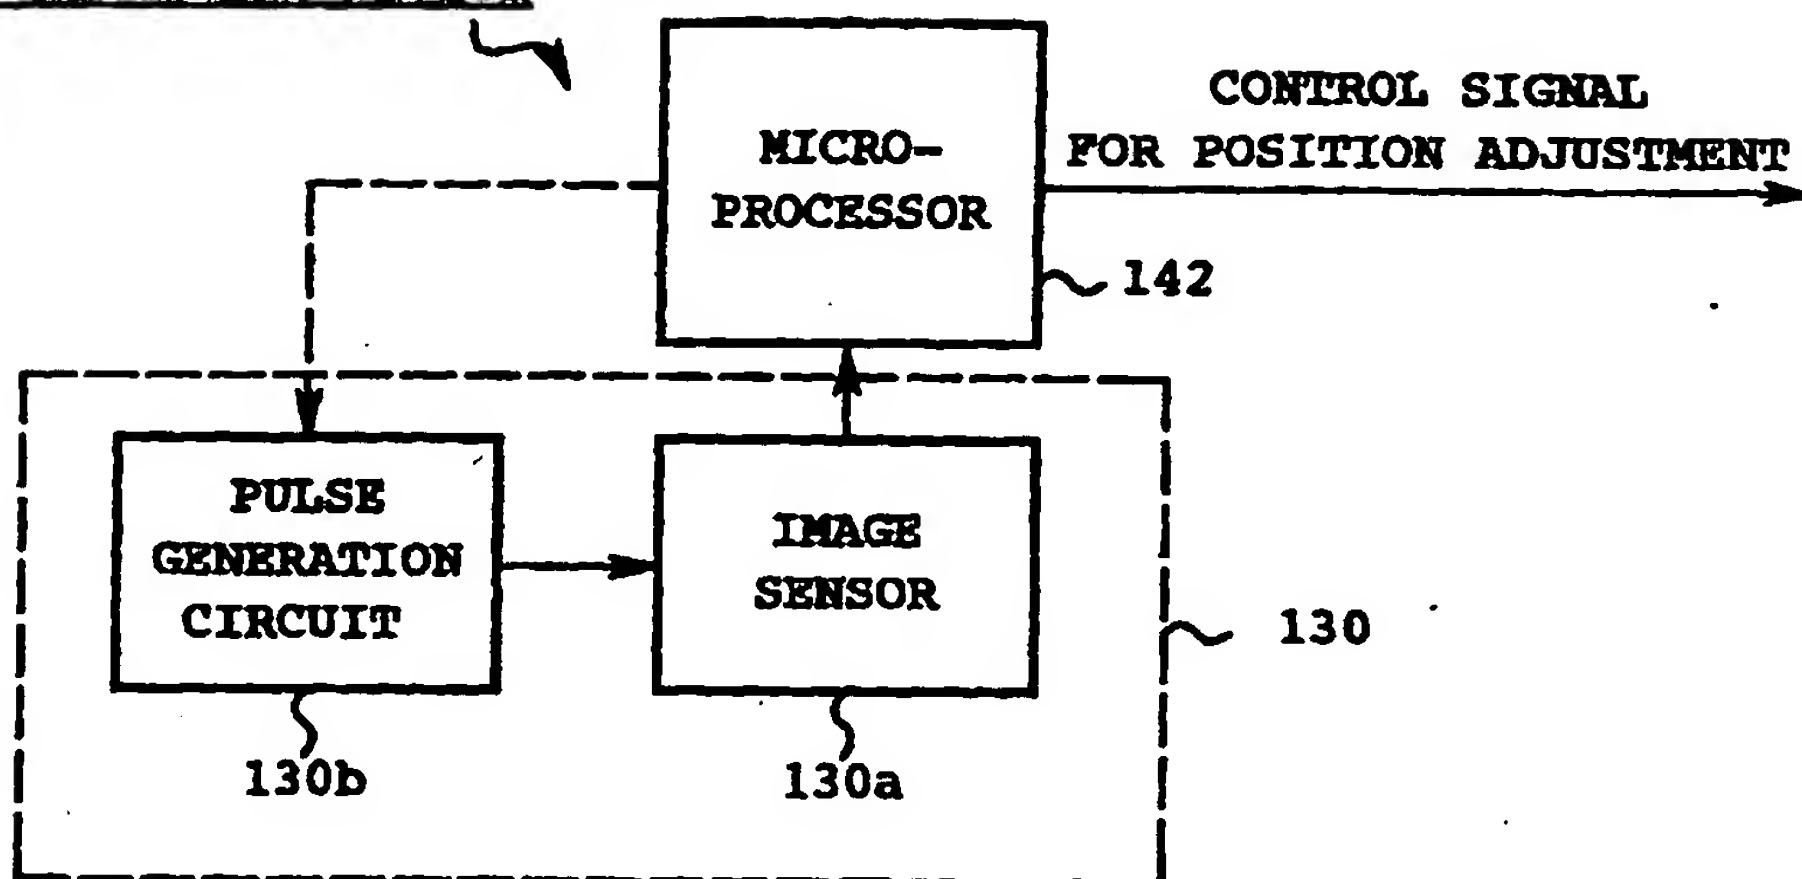 CONTROL SIGNAL
FOR POSITION ADJUSTMENT
MICRO-
PROCESSOR
142
PULSE
GENERATION
CIRCUIT
IMAGE
SENSOR
130
130b
130a